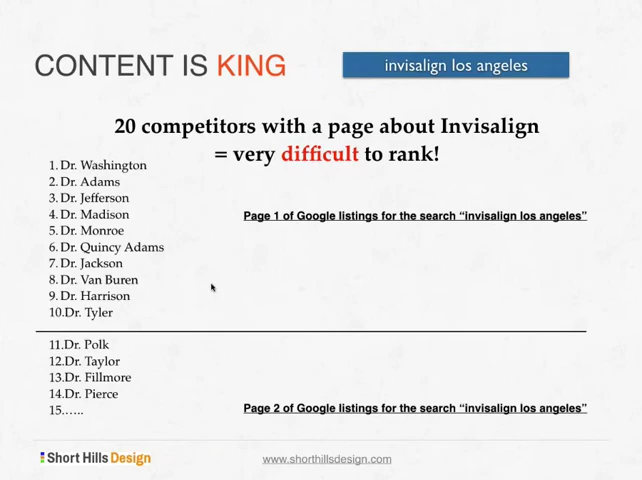 CONTENT IS KING
invisalign los angeles
20 competitors with a page about Invisalign
= very difficult to rank!
1. Dr. Washington
2. Dr. Adams
3. Dr. Jefferson
4. Dr. Madison
5. Dr. Monroe
6. Dr. Quincy Adams
7. Dr. Jackson
8. Dr. Van Buren
9. Dr. Harrison
10.Dr. Tyler
Page 1 of Google listings for the search “invisalign los angeles”
11.Dr. Polk
12.Dr. Taylor
13.Dr. Fillmore
14.Dr. Pierce
15.…..
Page 2 of Google listings for the search “invisalign los angeles”
Short Hills Design
www.shorthillsdesign.com